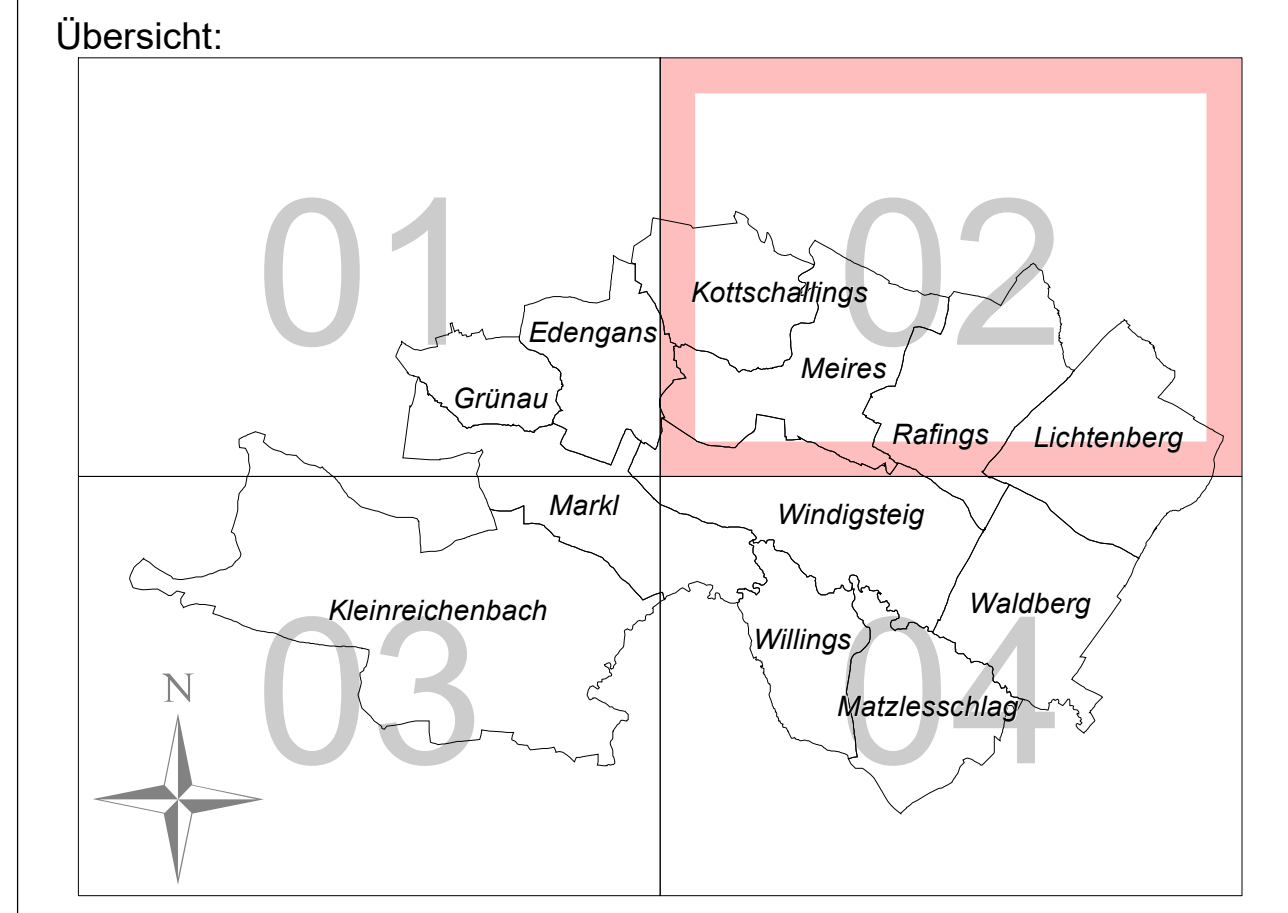 Übersicht:
01
02
Kottschallings
Edengans
Meires
Grünau
Rafings
Lichtenberg
Markl
Windigsteig
Kleinreichenbach
Waldberg
Willings
03
04
Matzlesschlag
N